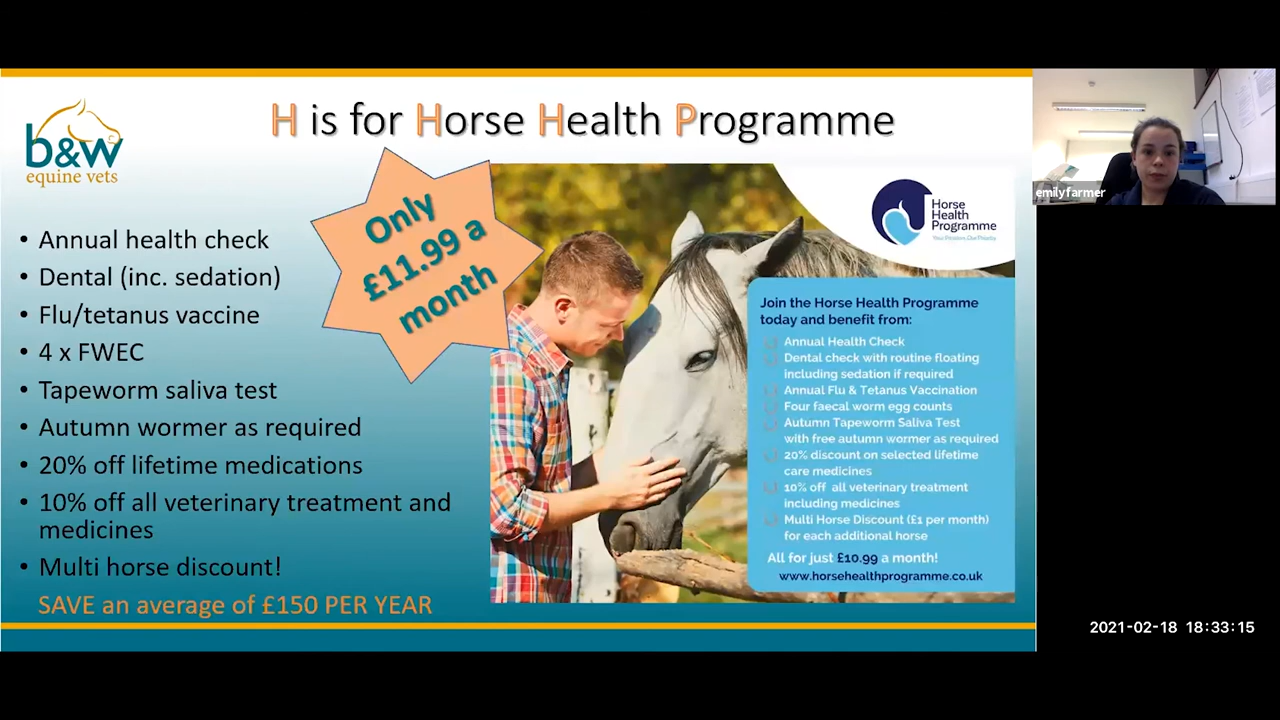 H is for Horse Health Programme
b&w
equine vets
Only
£11.99 a
month
• Annual health check
• Dental (inc. sedation)
• Flu/tetanus vaccine
• 4 x FWEC
• Tapeworm saliva test
• Autumn wormer as required
• 20% off lifetime medications
• 10% off all veterinary treatment and
medicines
• Multi horse discount!
SAVE an average of £150 PER YEAR
Horse
Health
Programme
Your Passion, Our Priority
Join the Horse Health Programme
today and benefit from:
Annual Health Check
Dental check with routine floating
including sedation if required
Annual Flu & Tetanus Vaccination
Four faecal worm egg counts
Autumn Tapeworm Saliva Test
with free autumn wormer as required
20% discount on selected lifetime
care medicines
10% off all veterinary treatment
including medicines
Multi Horse Discount (£1 per month)
for each additional horse
All for just £10.99 a month!
www.horsehealthprogramme.co.uk
emilyfarmer
2021-02-18 18:33:15